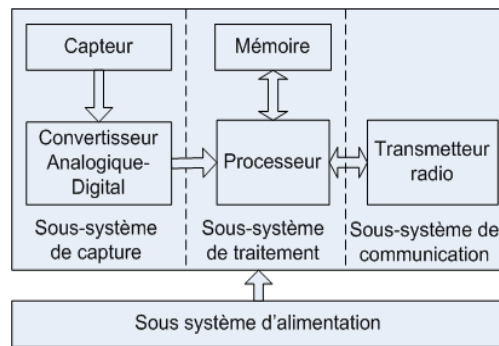 Capteur
Mémoire
Convertisseur
Analogique-
Digital
Processeur
Transmetteur
radio
Sous-système
de capture
Sous-système
de traitement
Sous-système de
communication
Sous système d'alimentation